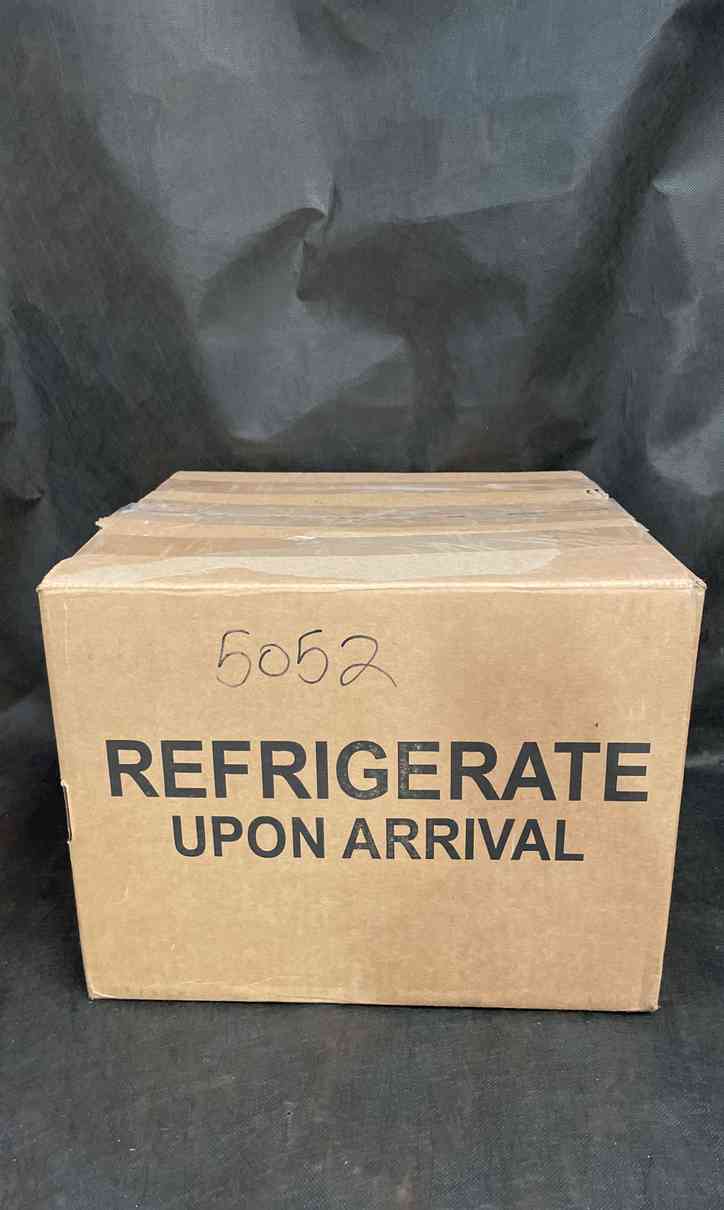 5052
REFRIGERATE
UPON ARRIVAL